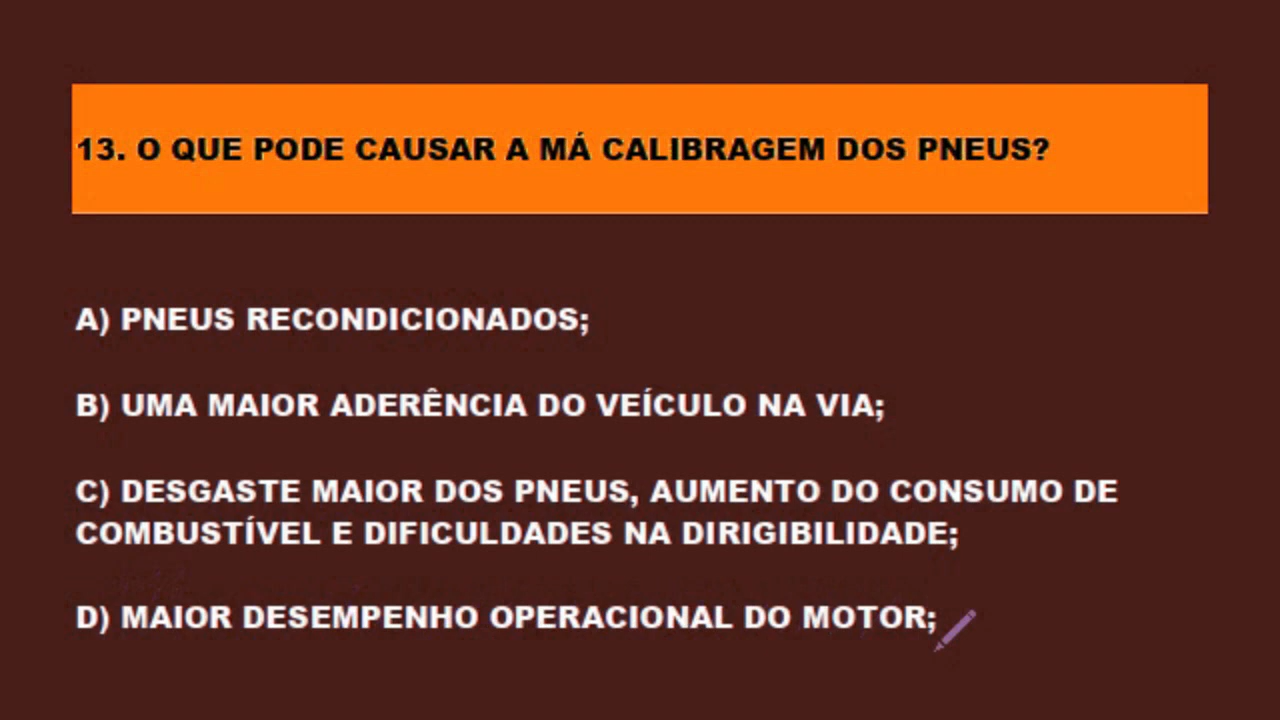 13. O QUE PODE CAUSAR A MÁ CALIBRAGEM DOS PNEUS?
A) PNEUS RECONDICIONADOS;
B) UMA MAIOR ADERÊNCIA DO VEÍCULO NA VIA;
C) DESGASTE MAIOR DOS PNEUS, AUMENTO DO CONSUMO DE
COMBUSTÍVEL E DIFICULDADES NA DIRIGIBILIDADE;
D) MAIOR DESEMPENHO OPERACIONAL DO MOTOR;